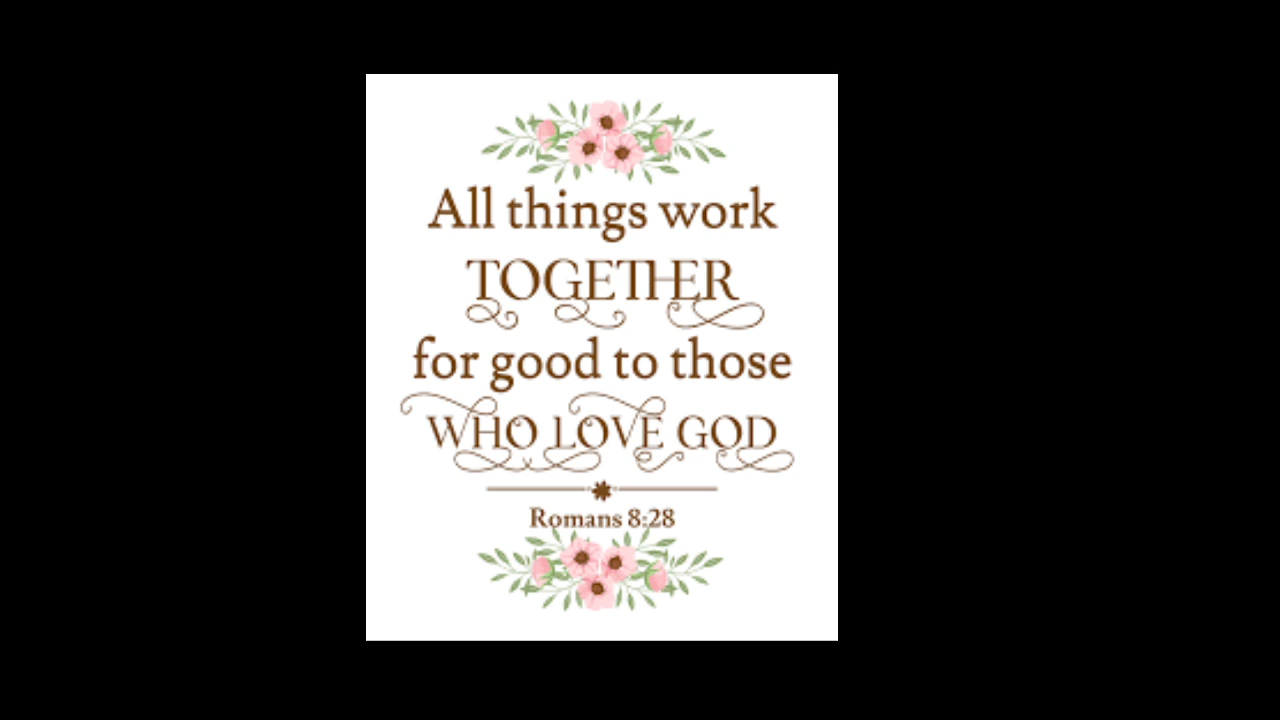 All things work
TOGETHER
for good to those
WHO LOVE GOD
Romans 8:28